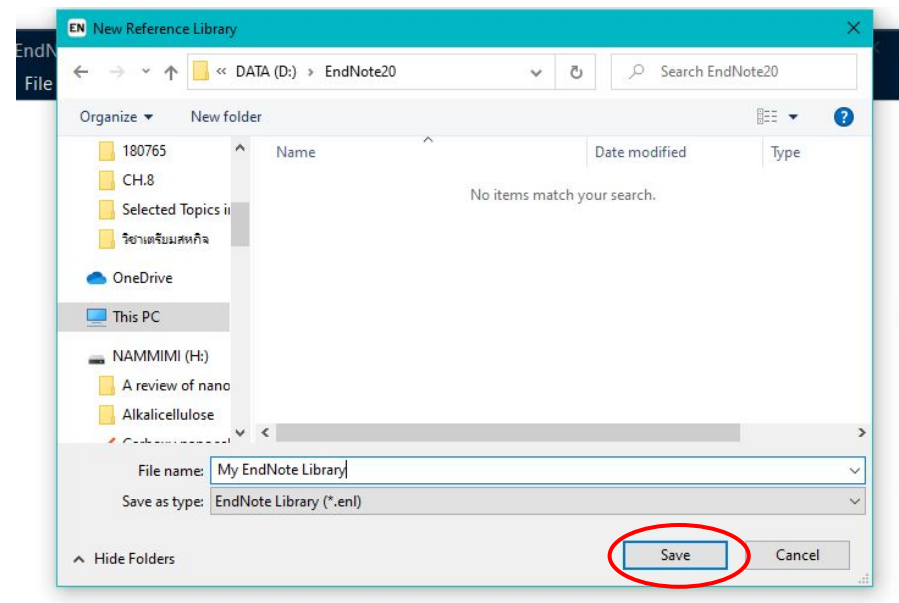 EN New Reference Library
EndN
File
« DATA (D:) › EndNote20
Search EndNote20
Organize
New folder
Name
Date modified
Type
No items match your search.
180765
CH.8
Selected Topics
วิชาเตรียมสหกิจ
OneDrive
This PC
NAMMIMI (H:)
A review of nano
Alkalicellulose
File name: My EndNote Library
Save as type: EndNote Library (*.enl)
Hide Folders
Save
Cancel